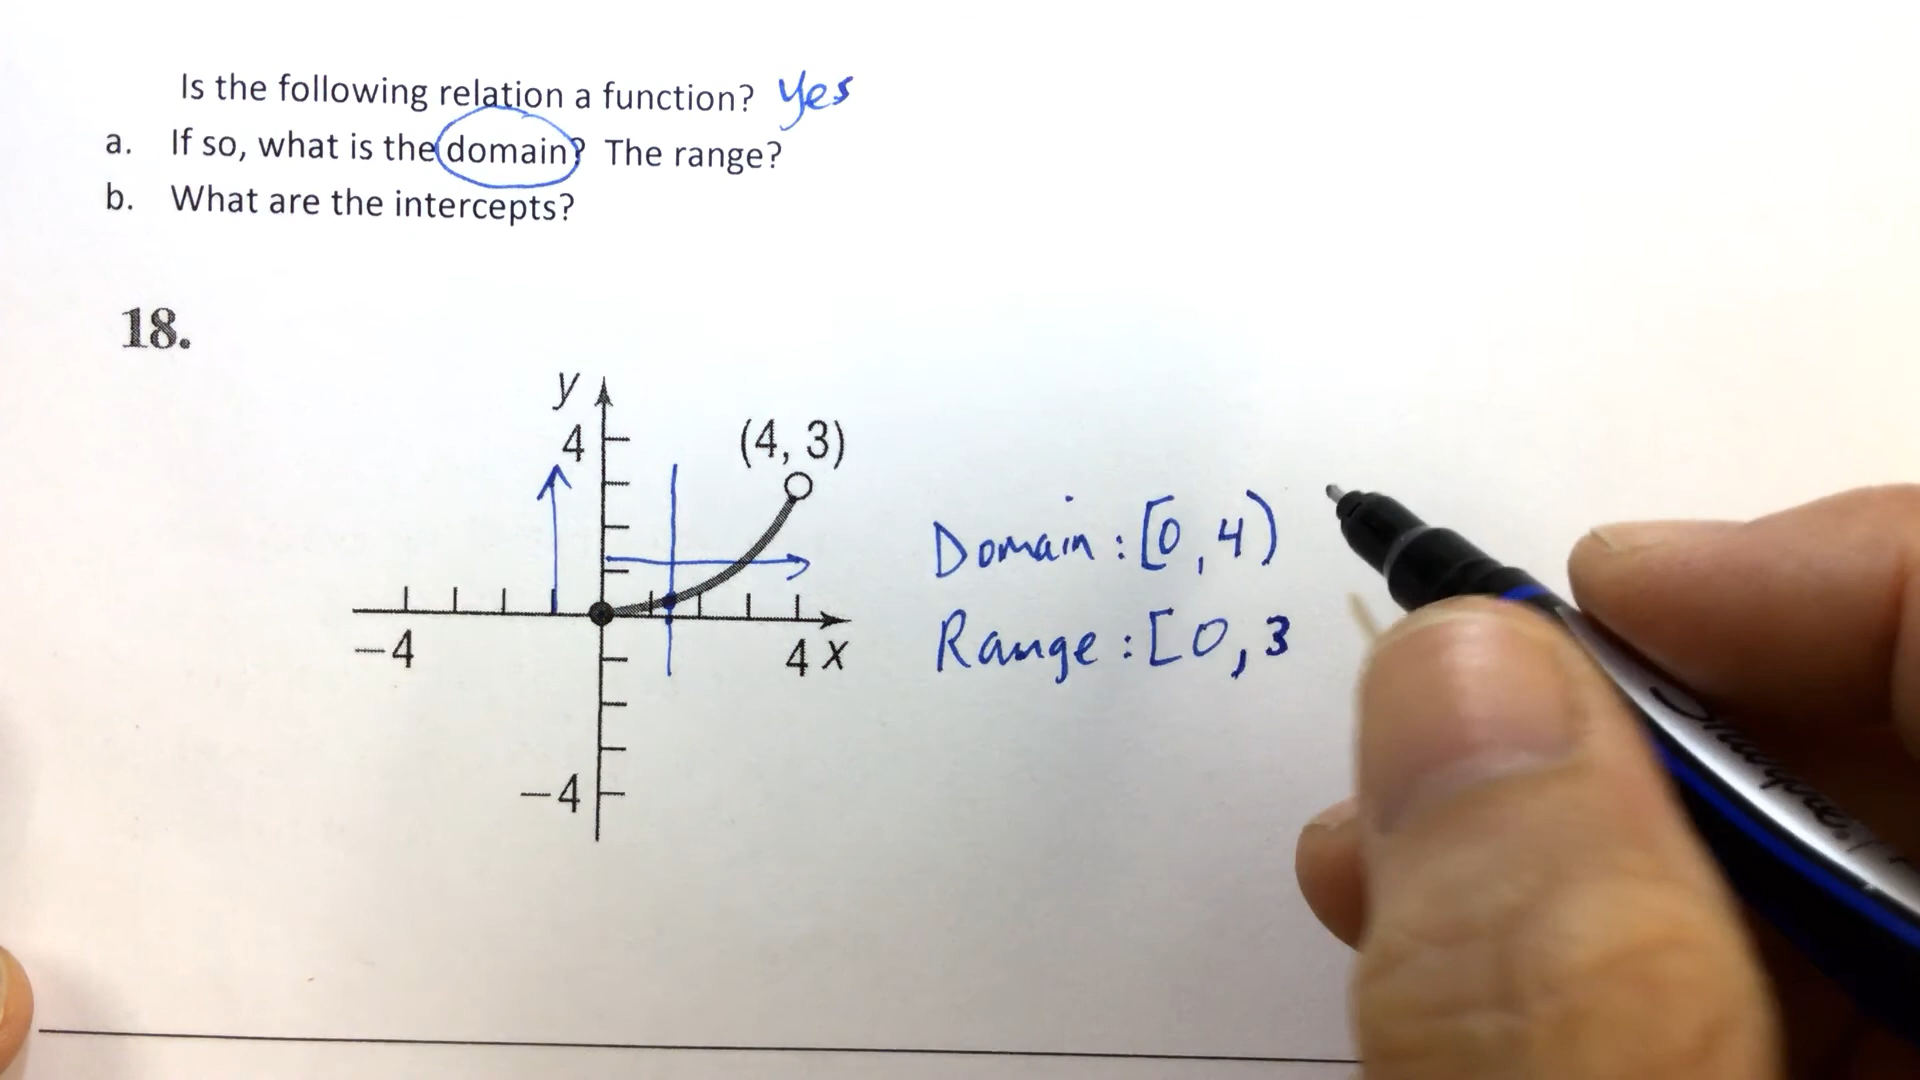 Is the following relation a function? yes
a. If so, what is the domain? The range?
b. What are the intercepts?
18.
y
4
(4, 3)
Domain : [0, 4)
Range : [0, 3
-4
4 x
-4